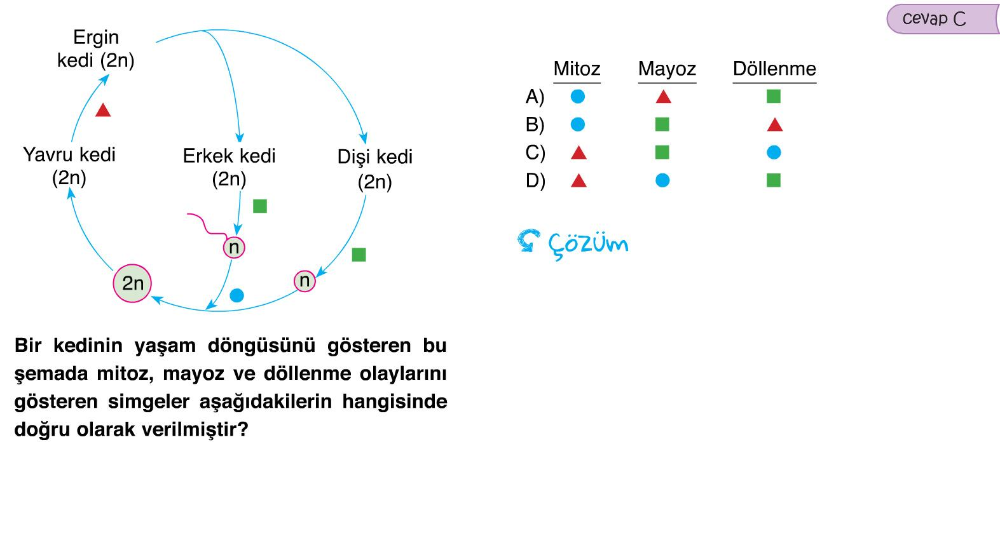 cevap C
Ergin
kedi (2n)
Yavru kedi
(2n)
Erkek kedi
(2n)
Dişi kedi
(2n)
n
n
2n
Bir kedinin yaşam döngüsünü gösteren bu
şemada mitoz, mayoz ve döllenme olaylarını
gösteren simgeler aşağıdakilerin hangisinde
doğru olarak verilmiştir?
Mitoz Mayoz Döllenme
A)
B)
C)
D)
Çözüm